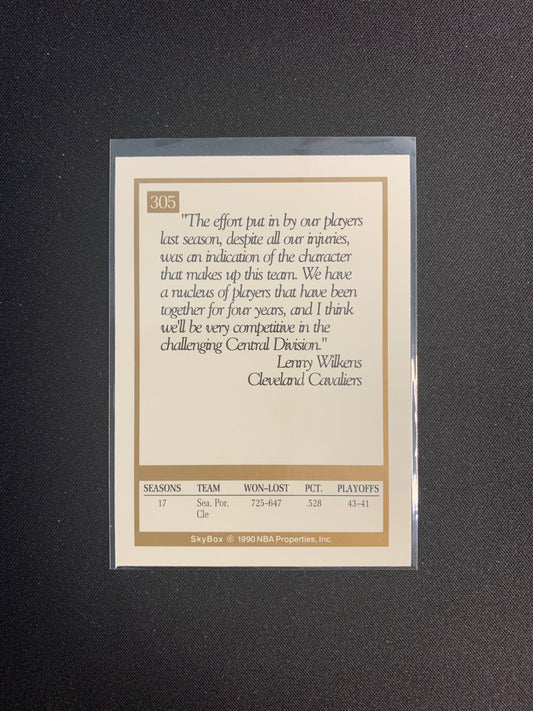 305
"The effort put in by our players
last season, despite all our injuries,
was an indication of the character
that makes up this team. We have
a nucleus of players that have been
together for four years, and I think
we'll be very competitive in the
challenging Central Division."
Lenny Wilkens
Cleveland Cavaliers
SEASONS TEAM WON–LOST PCT. PLAYOFFS
17 Sea, Por, 725–647 .528 43–41
Cle
SkyBox © 1990 NBA Properties, Inc.